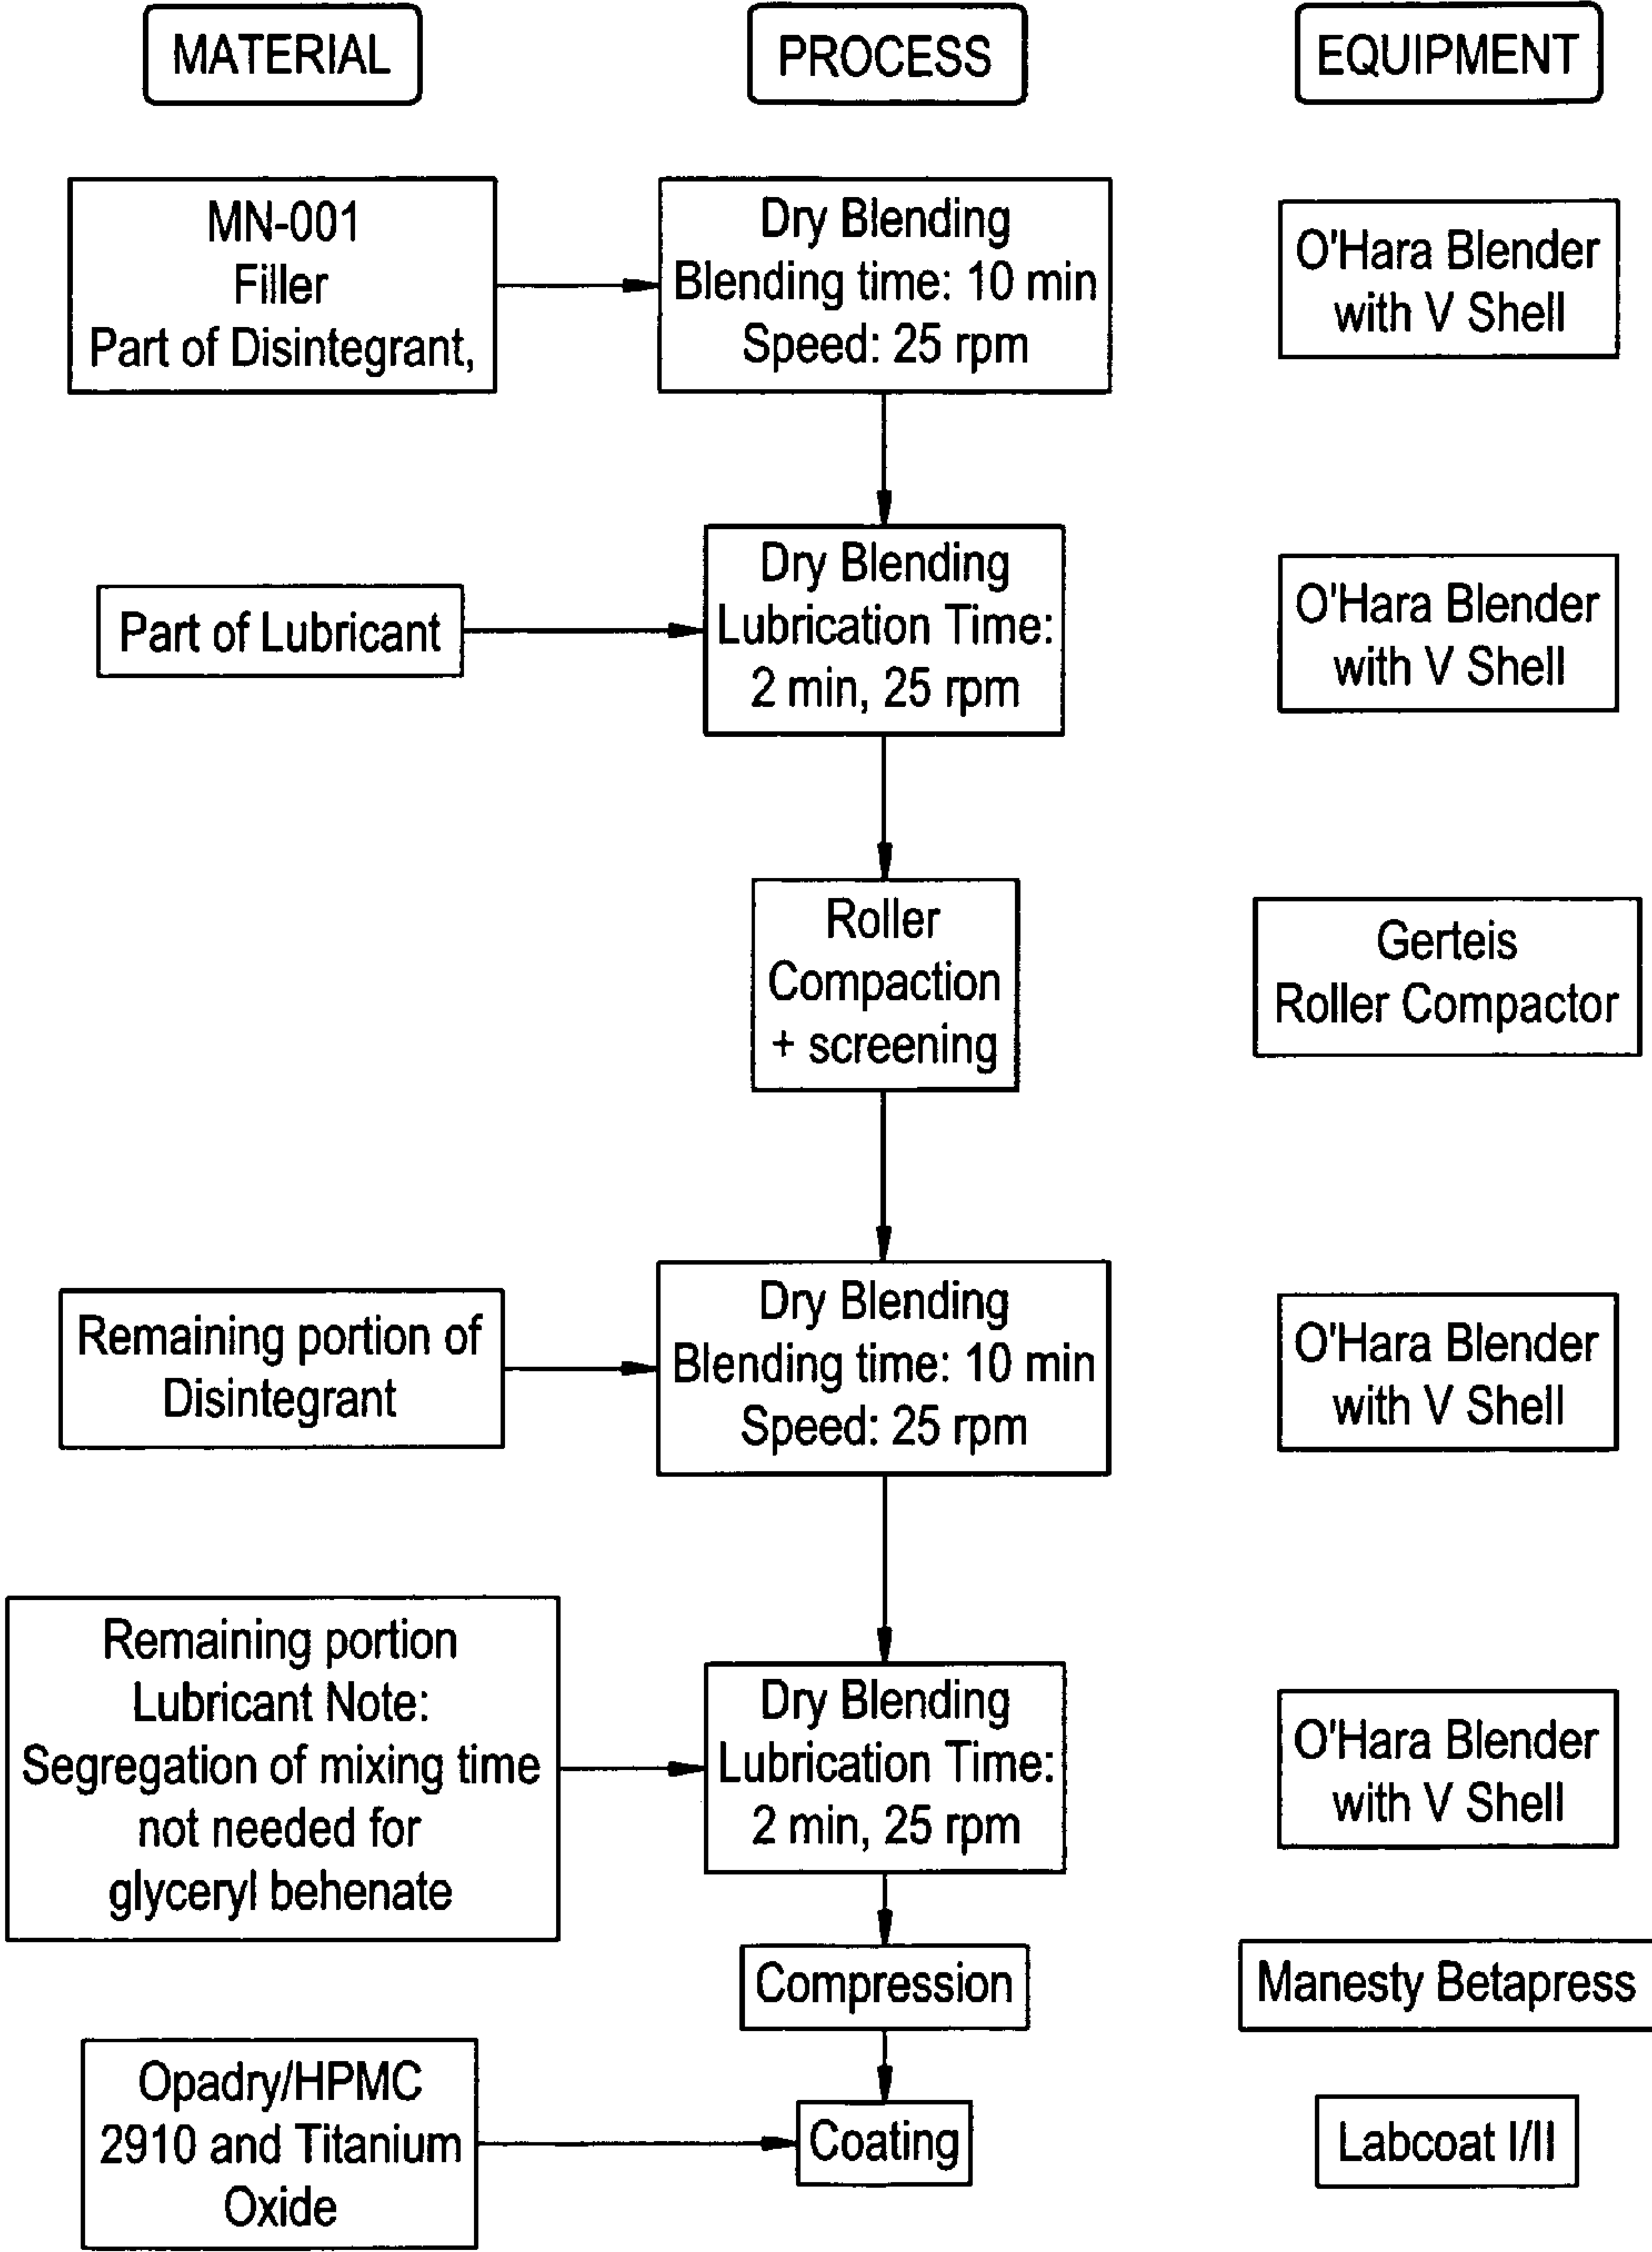 MATERIAL
PROCESS
EQUIPMENT
MN-001
Filler
Part of Disintegrant,
Dry Blending
Blending time: 10 min
Speed: 25 rpm
O'Hara Blender
with V Shell
Part of Lubricant
Dry Blending
Lubrication Time:
2 min, 25 rpm
O'Hara Blender
with V Shell
Roller
Compaction
+ screening
Gerteis
Roller Compactor
Remaining portion of
Disintegrant
Dry Blending
Blending time: 10 min
Speed: 25 rpm
O'Hara Blender
with V Shell
Remaining portion
Lubricant Note:
Segregation of mixing time
not needed for
glyceryl behenate
Dry Blending
Lubrication Time:
2 min, 25 rpm
O'Hara Blender
with V Shell
Compression
Manesty Betapress
Opadry/HPMC
2910 and Titanium
Oxide
Coating
Labcoat I/II